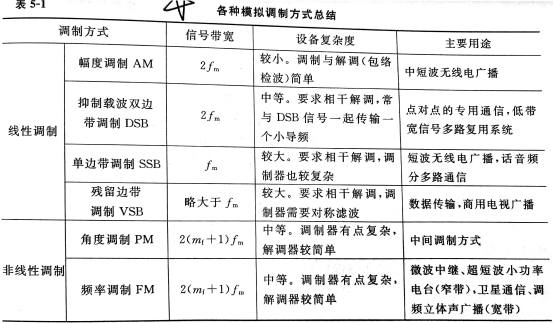 表 5-1
各种模拟调制方式总结
调制方式 信号带宽 设备复杂度 主要用途
线性调制
幅度调制 AM
2fm
较小。调制与解调(包络
检波)简单
中短波无线电广播
抑制载波双边
带调制 DSB
2fm
中等。要求相干解调,常
与 DSB 信号一起传输一
个小导频
点对点的专用通信,低带
宽信号多路复用系统
单边带调制 SSB
fm
较大。要求相干解调,调
制器也较复杂
短波无线电广播,话音频
分多路通信
残留边带
调制 VSB
略大于 fm
较大。要求相干解调,调
制器需要对称滤波
数据传输,商用电视广播
非线性调制
角度调制 PM
2(mf+1)fm
中等。调制器有点复杂,
解调器较简单
中间调制方式
频率调制 FM
2(mf+1)fm
中等。调制器有点复杂,
解调器较简单
微波中继、超短波小功率
电台(窄带),卫星通信、调
频立体声广播(宽带)